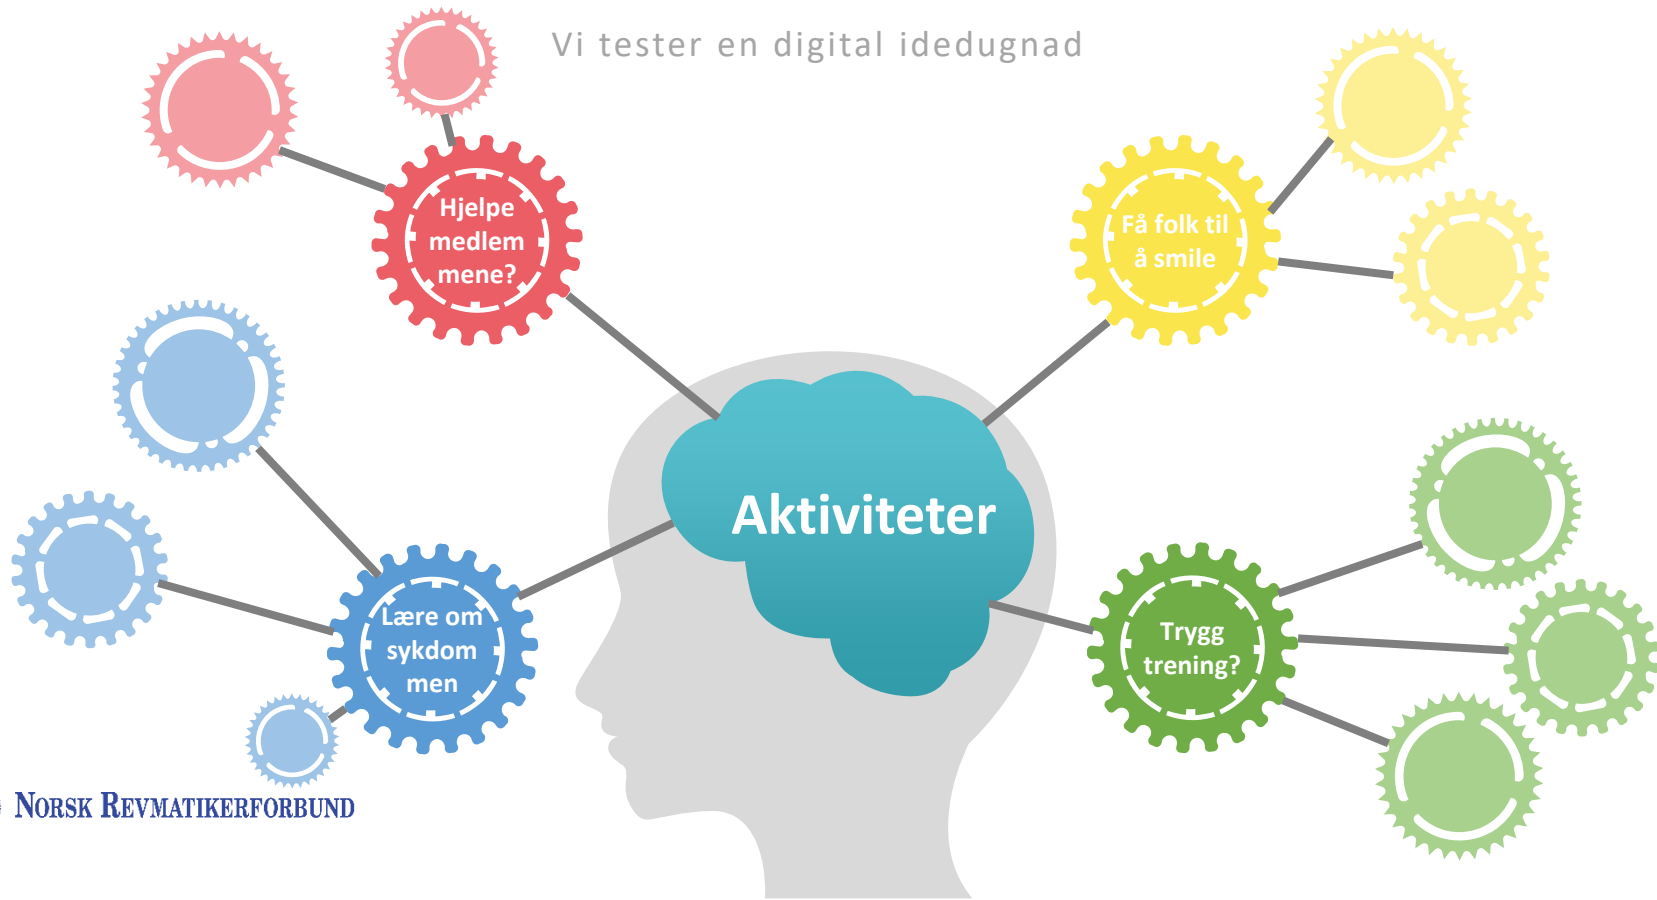 Vi tester en digital idedugnad
Hjelpe
medlem
mene?
Få folk til
å smile
Aktiviteter
Lære om
sykdom
men
Trygg
trening?
NORSK REVMATIKERFORBUND